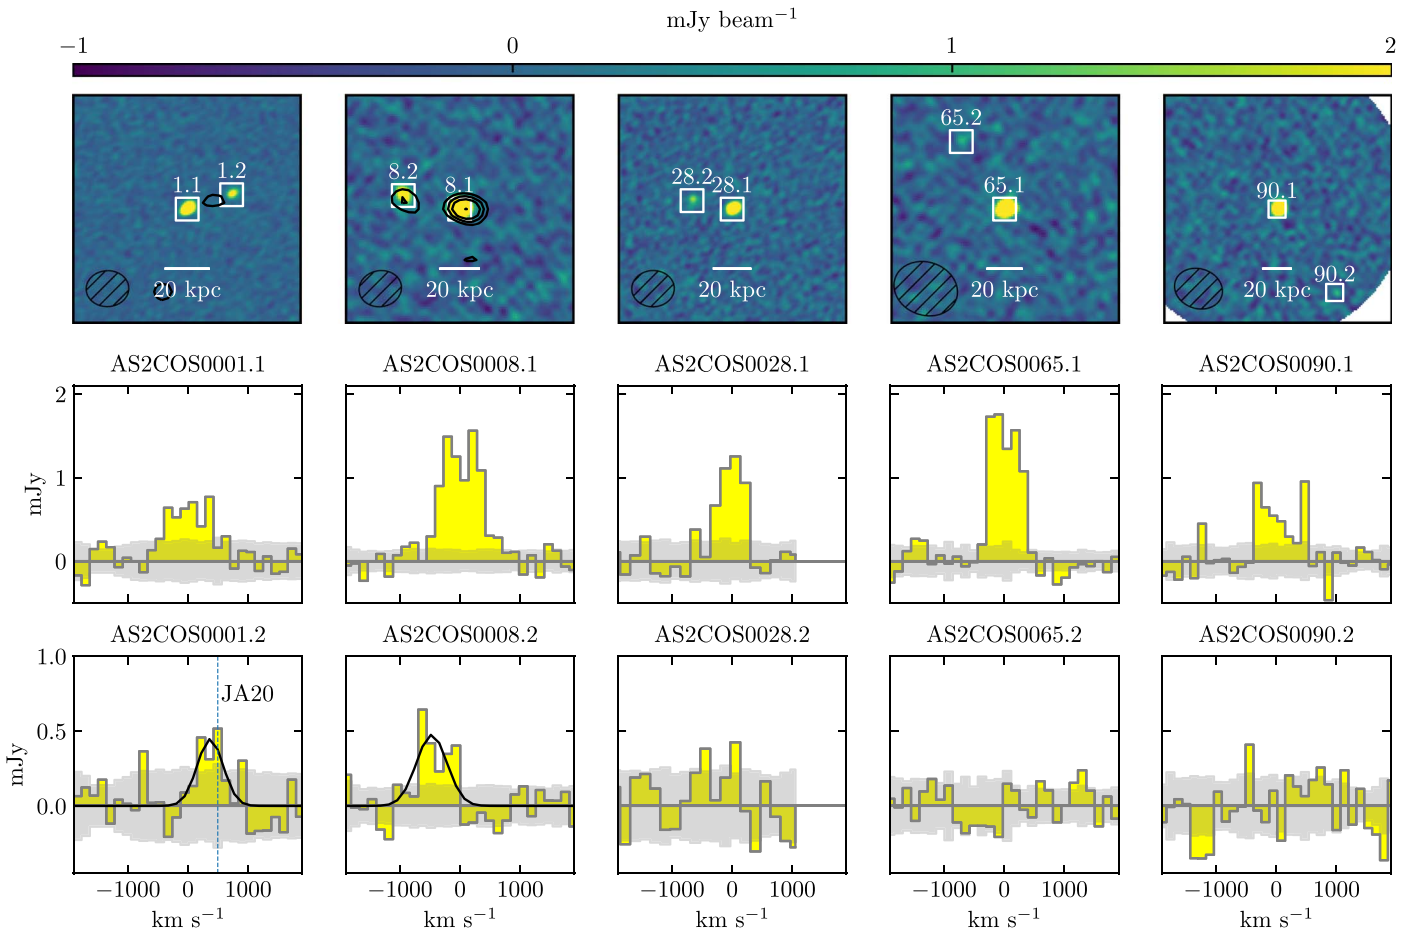 mJy beam⁻¹
−1 0 1 2
1.1 1.2 8.2 8.1 28.2 28.1 65.2 65.1 90.1 90.2
20 kpc 20 kpc 20 kpc 20 kpc 20 kpc
AS2COS0001.1 AS2COS0008.1 AS2COS0028.1 AS2COS0065.1 AS2COS0090.1
2
1
0
mJy
AS2COS0001.2 AS2COS0008.2 AS2COS0028.2 AS2COS0065.2 AS2COS0090.2
1.0
0.5
0.0
mJy
JA20
−1000 0 1000 −1000 0 1000 −1000 0 1000 −1000 0 1000 −1000 0 1000
km s⁻¹ km s⁻¹ km s⁻¹ km s⁻¹ km s⁻¹